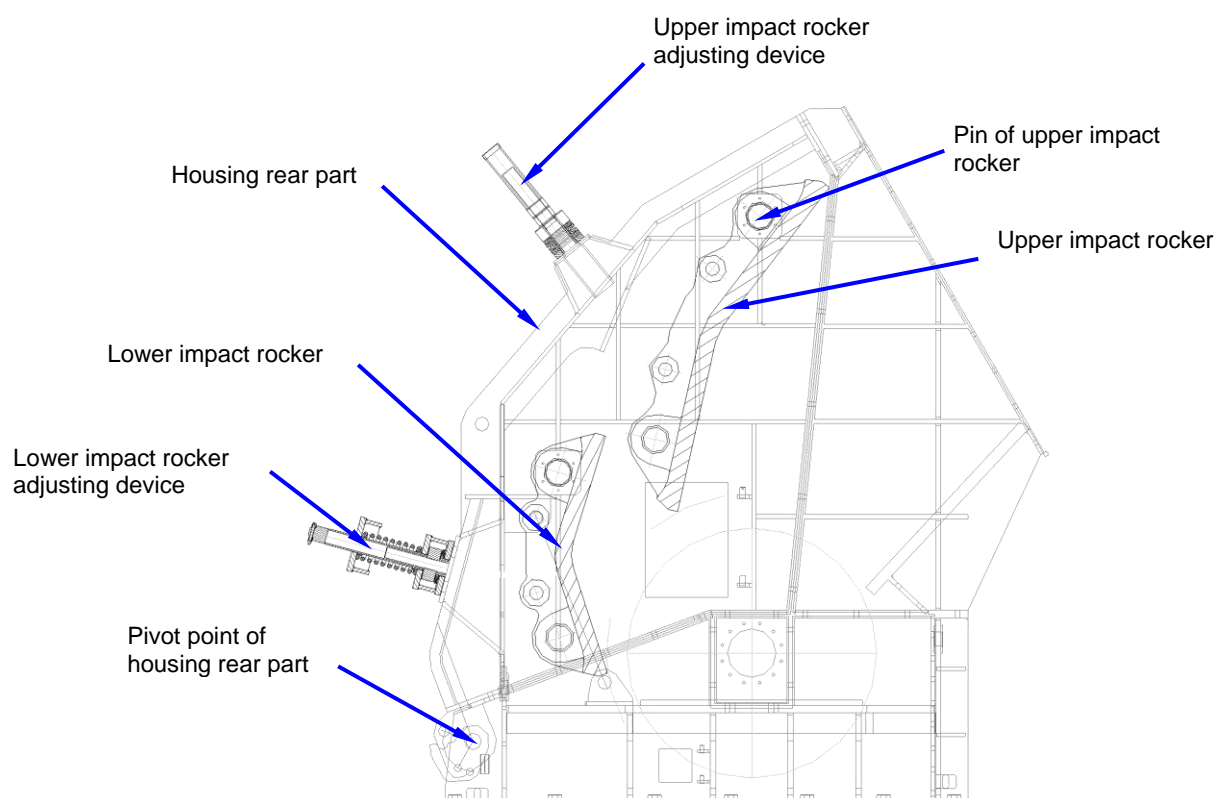 Upper impact rocker
adjusting device
Pin of upper impact
rocker
Housing rear part
Upper impact rocker
Lower impact rocker
Lower impact rocker
adjusting device
Pivot point of
housing rear part